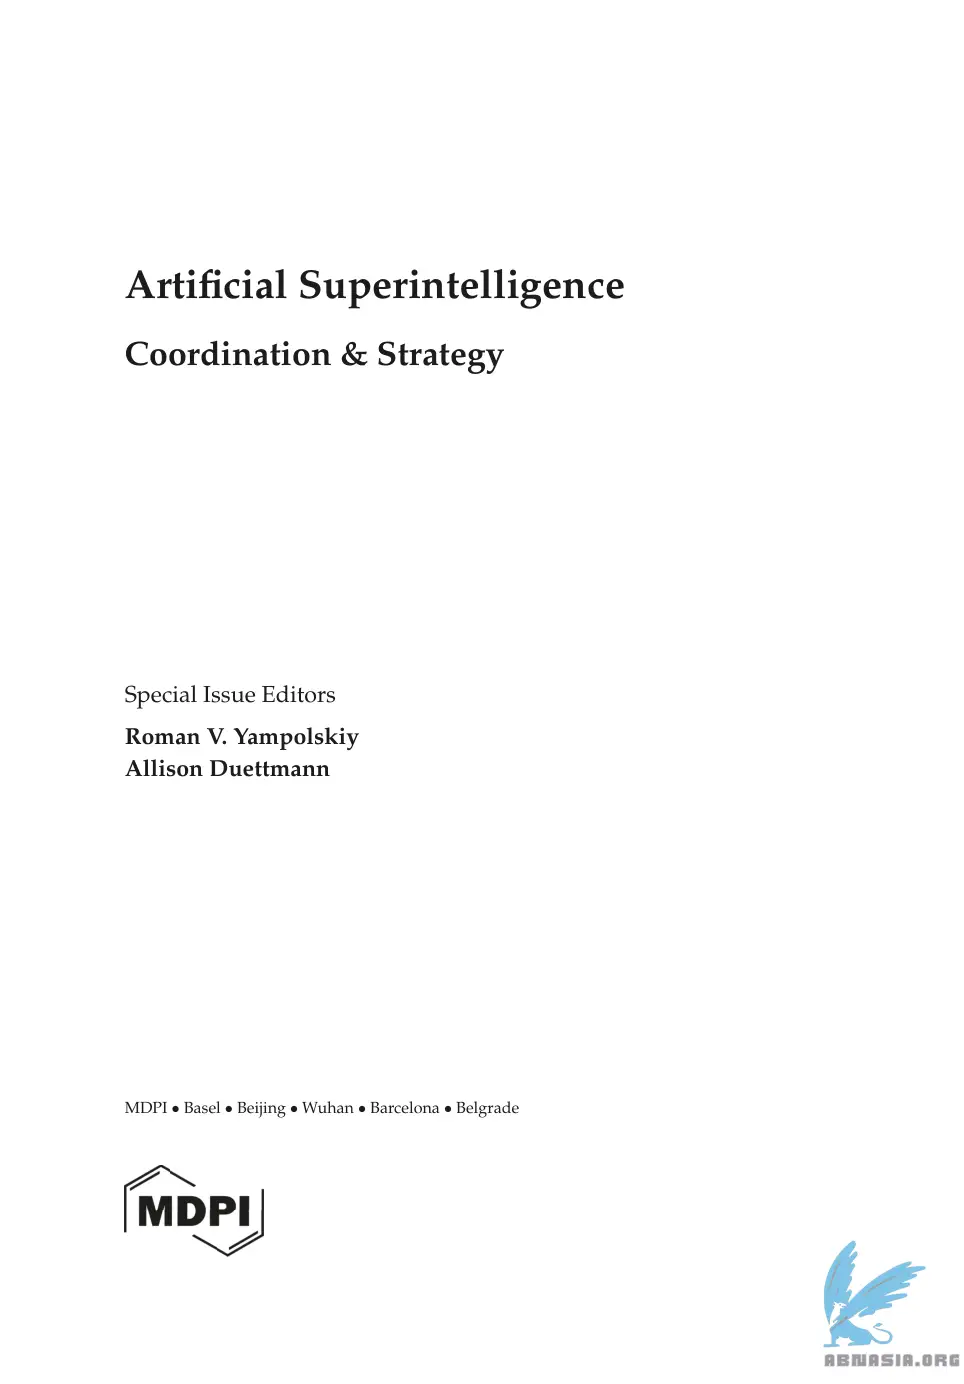 Artificial Superintelligence
Coordination & Strategy
Special Issue Editors
Roman V. Yampolskiy
Allison Duettmann
MDPI • Basel • Beijing • Wuhan • Barcelona • Belgrade
MDPI
ABNASIA.ORG